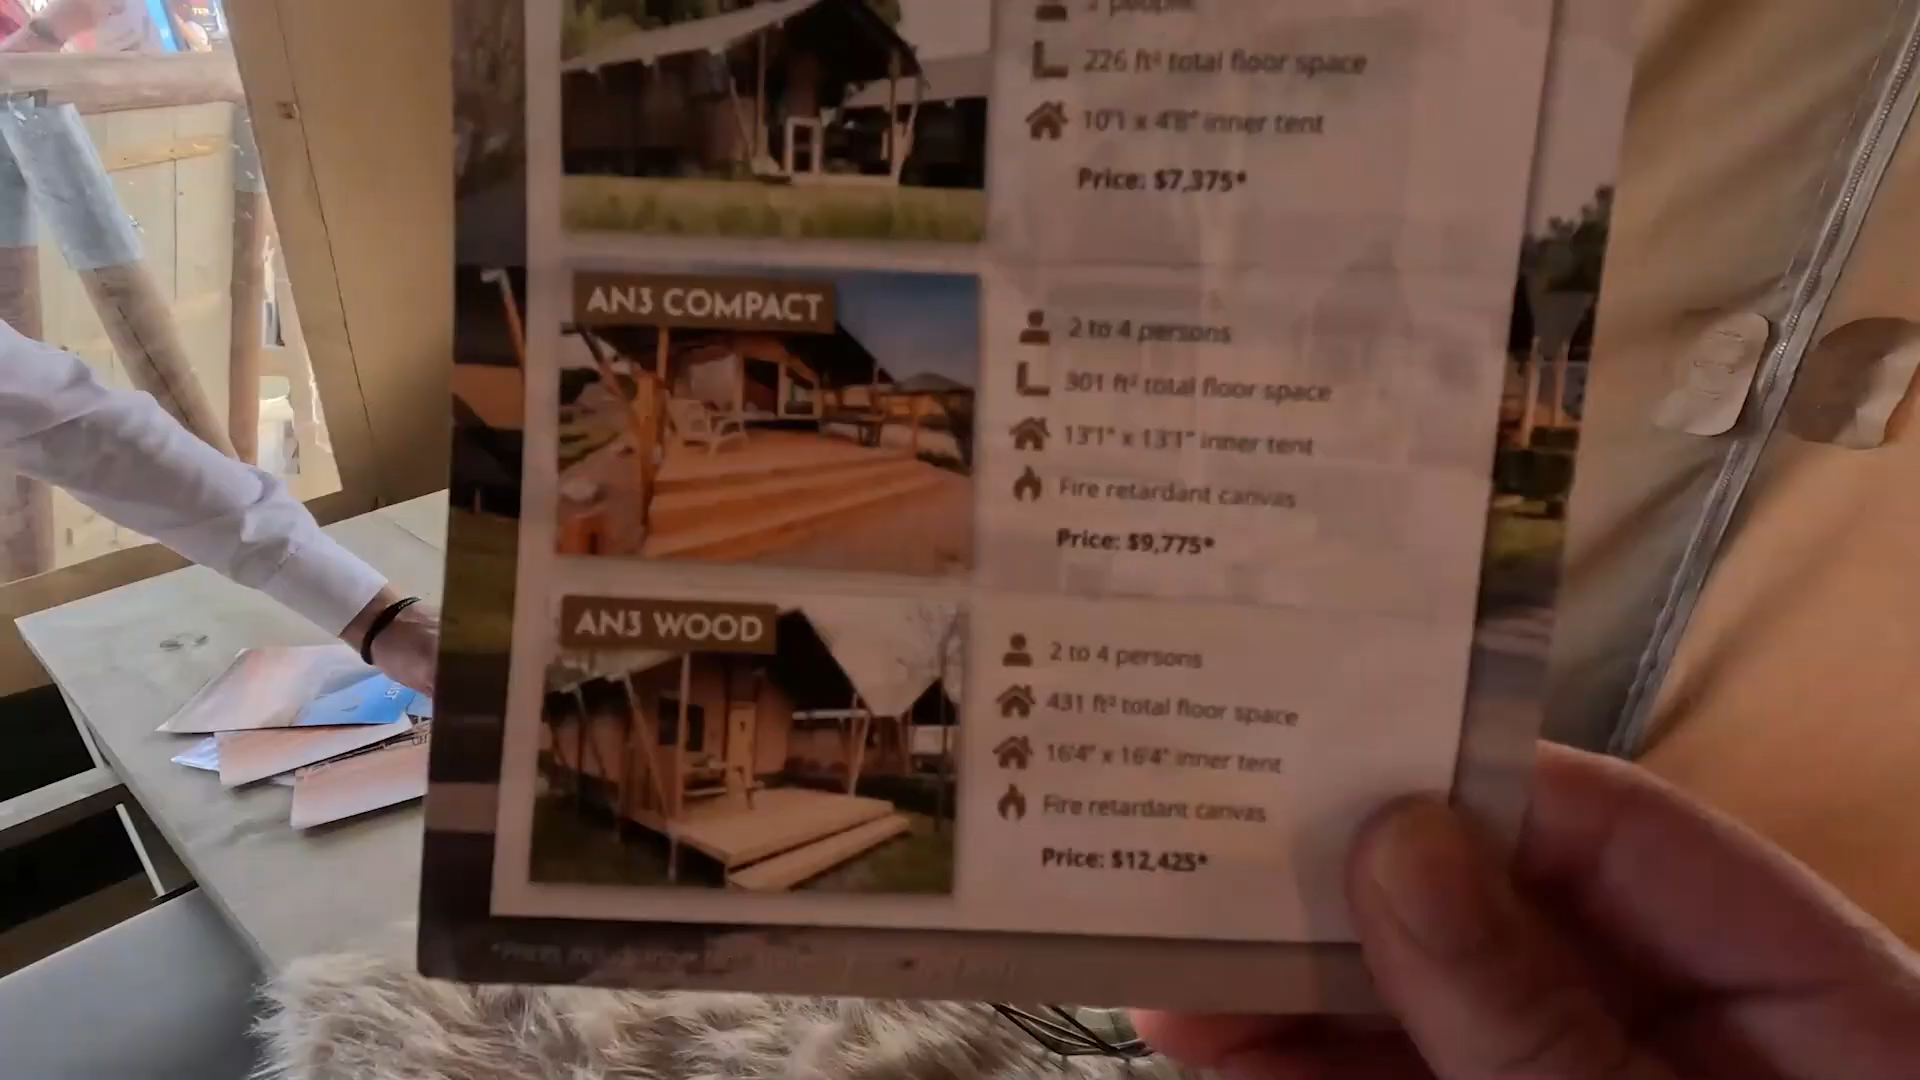 people
226 ft² total floor space
10'1 x 4'8" inner tent
Price: $7,375*
AN3 COMPACT
2 to 4 persons
301 ft² total floor space
13'1" x 13'1" inner tent
Fire retardant canvas
Price: $9,775*
AN3 WOOD
2 to 4 persons
431 ft² total floor space
16'4" x 16'4" inner tent
Fire retardant canvas
Price: $12,425*